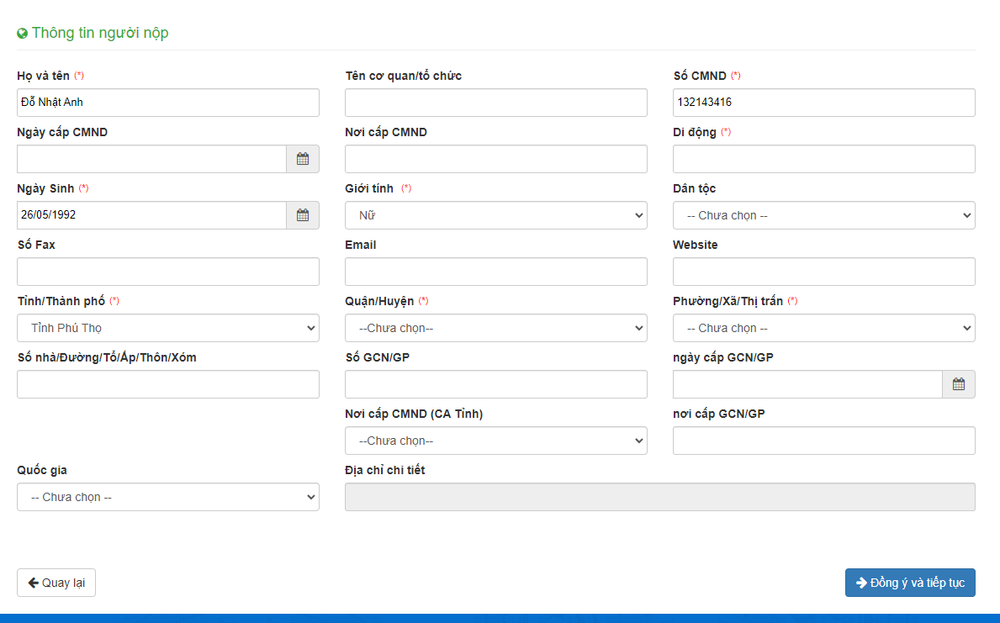 Thông tin người nộp
Họ và tên (*)
Tên cơ quan/tổ chức
Số CMND (*)
Đỗ Nhật Anh
132143416
Ngày cấp CMND
Nơi cấp CMND
Di động (*)
Ngày Sinh (*)
Giới tính (*)
Dân tộc
26/05/1992
Nữ
-- Chưa chọn --
Số Fax
Email
Website
Tỉnh/Thành phố (*)
Quận/Huyện (*)
Phường/Xã/Thị trấn (*)
Tỉnh Phú Thọ
--Chưa chọn--
-- Chưa chọn --
Số nhà/Đường/Tổ/Ấp/Thôn/Xóm
Số GCN/GP
ngày cấp GCN/GP
Nơi cấp CMND (CA Tỉnh)
nơi cấp GCN/GP
--Chưa chọn--
Quốc gia
Địa chỉ chi tiết
-- Chưa chọn --
Quay lại
Đồng ý và tiếp tục